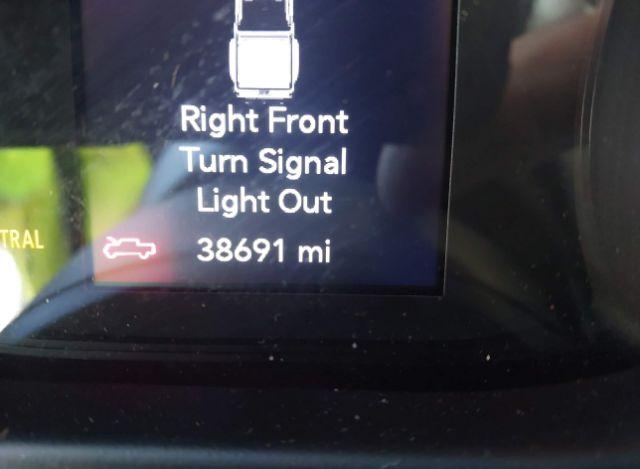 Right Front
Turn Signal
Light Out
TRAL
38691 mi